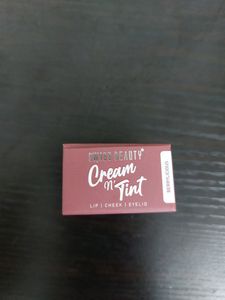 SWISS BEAUTY
Cream
N'
Tint
LIP | CHEEK | EYELID